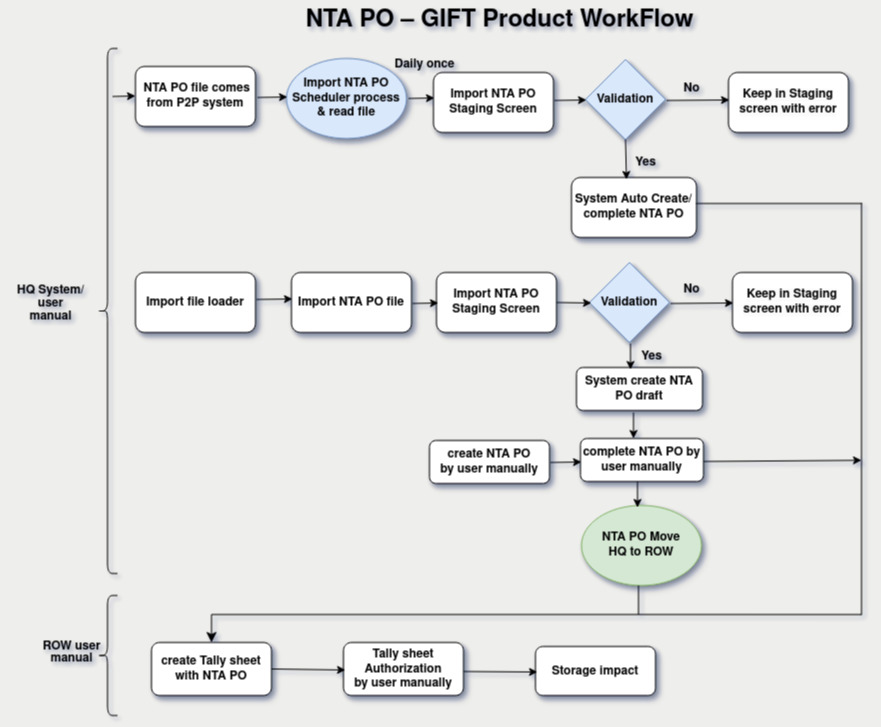 NTA PO – GIFT Product WorkFlow
NTA PO file comes
from P2P system
Import NTA PO
Scheduler process
& read file
Daily once
Import NTA PO
Staging Screen
Validation
No
Keep in Staging
screen with error
Yes
System Auto Create/
complete NTA PO
HQ System/
user
manual
Import file loader
Import NTA PO file
Import NTA PO
Staging Screen
Validation
No
Keep in Staging
screen with error
Yes
System create NTA
PO draft
create NTA PO
by user manually
complete NTA PO by
user manually
NTA PO Move
HQ to ROW
ROW user
manual
create Tally sheet
with NTA PO
Tally sheet
Authorization
by user manually
Storage impact